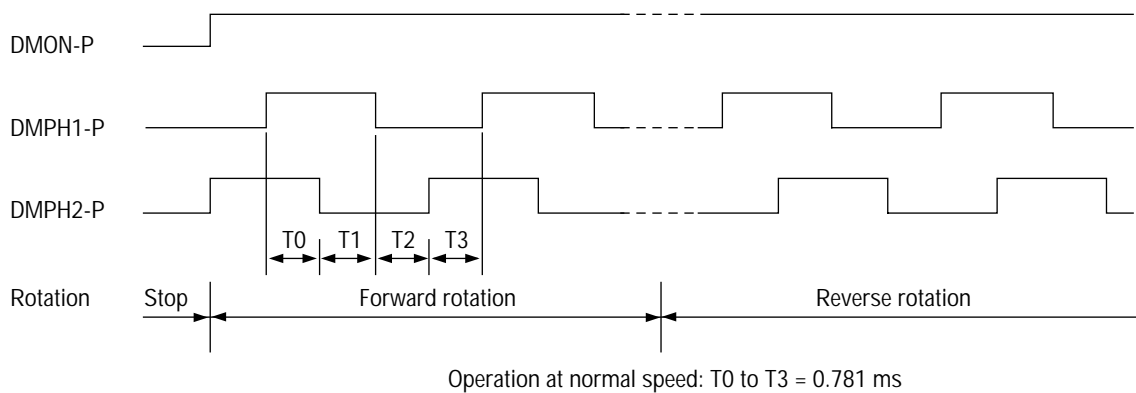 DMON-P
DMPH1-P
DMPH2-P
T0 T1 T2 T3
Rotation Stop Forward rotation Reverse rotation
Operation at normal speed: T0 to T3 = 0.781 ms